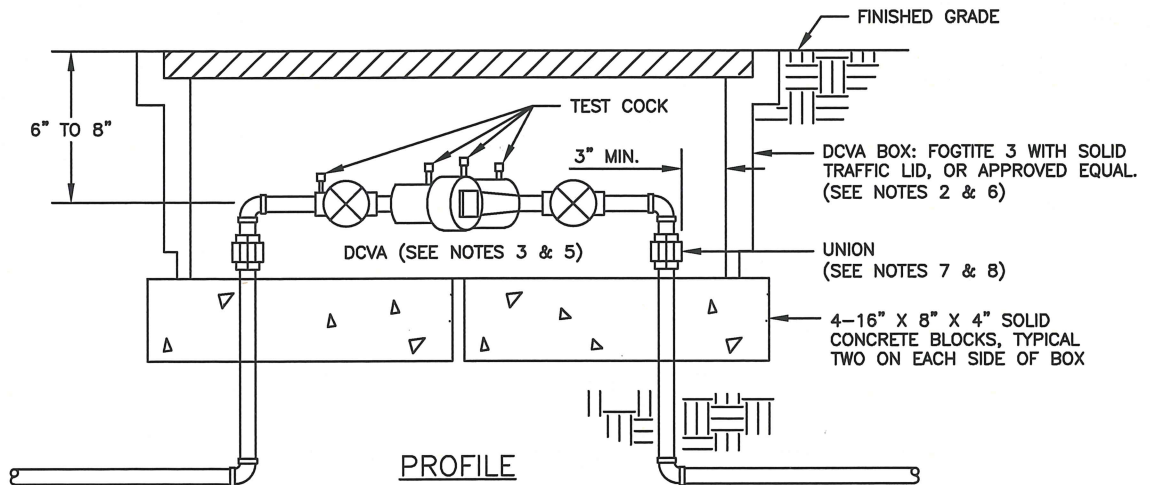 FINISHED GRADE
TEST COCK
6" TO 8"
3" MIN.
DCVA BOX: FOGTITE 3 WITH SOLID
TRAFFIC LID, OR APPROVED EQUAL.
(SEE NOTES 2 & 6)
DCVA (SEE NOTES 3 & 5)
UNION
(SEE NOTES 7 & 8)
4-16" X 8" X 4" SOLID
CONCRETE BLOCKS, TYPICAL
TWO ON EACH SIDE OF BOX
PROFILE